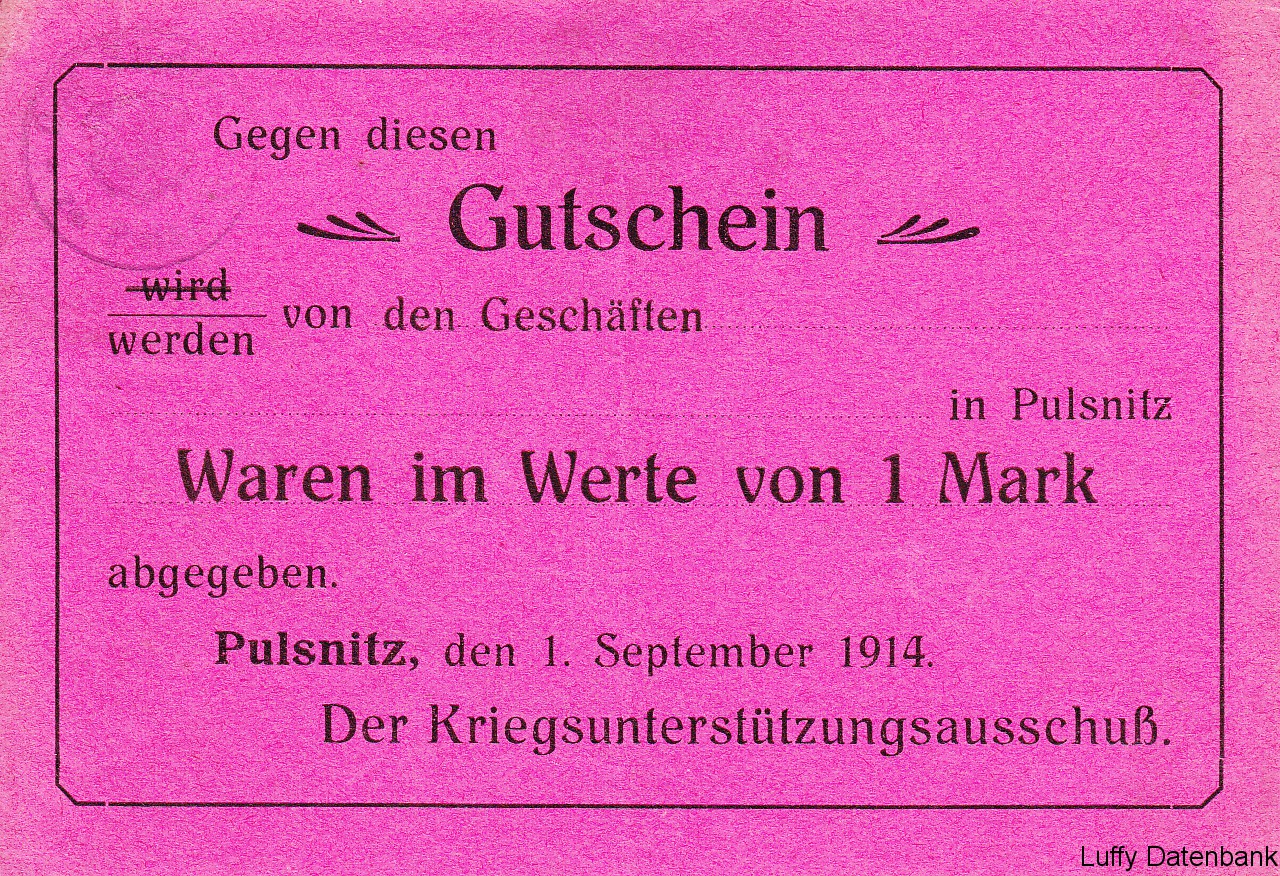 Gegen diesen
Gutschein
wird
werden von den Geschäften
in Pulsnitz
Waren im Werte von 1 Mark
abgegeben.
Pulsnitz, den 1. September 1914.
Der Kriegsunterstützungsausschuß.
Luffy Datenbank